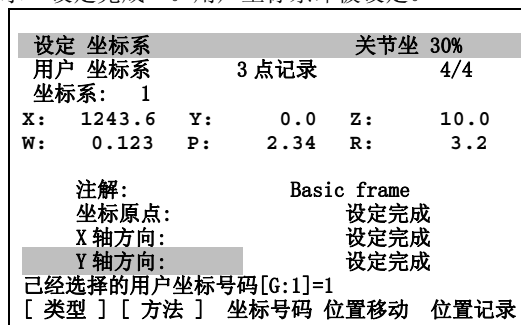 设定 坐标系 关节坐 30%
用户 坐标系 3点记录 4/4
坐标系: 1
X: 1243.6 Y: 0.0 Z: 10.0
W: 0.123 P: 2.34 R: 3.2
注解: Basic frame
坐标原点: 设定完成
X轴方向: 设定完成
Y轴方向: 设定完成
已经选择的用户坐标号码[G:1]=1
[ 类型 ] [ 方法 ] 坐标号码 位置移动 位置记录